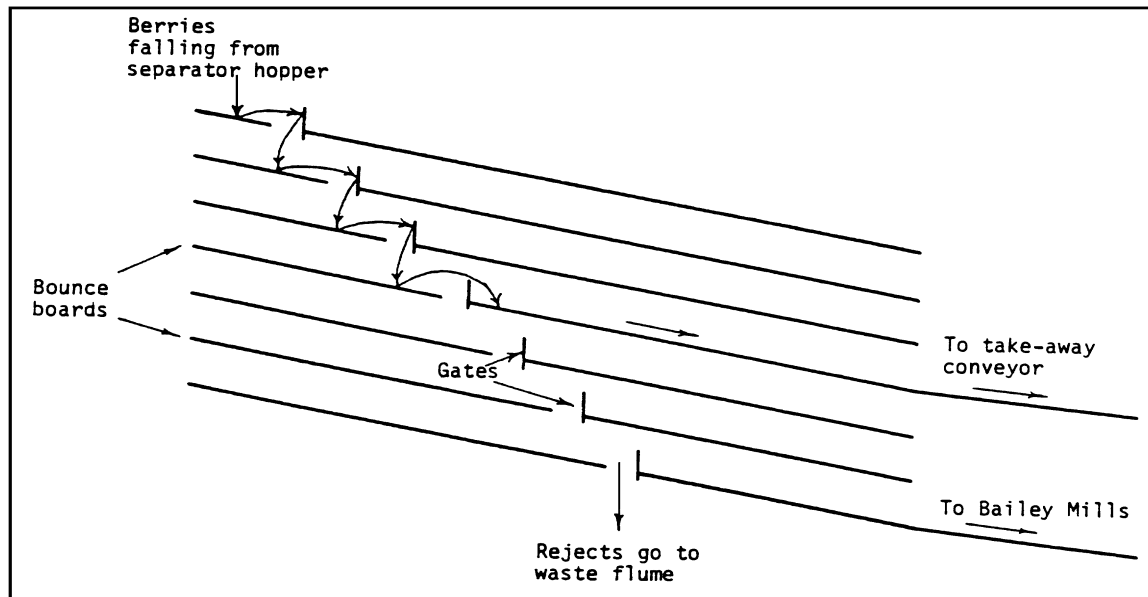 Berries
falling from
separator hopper
Bounce
boards
Gates
To take-away
conveyor
To Bailey Mills
Rejects go to
waste flume